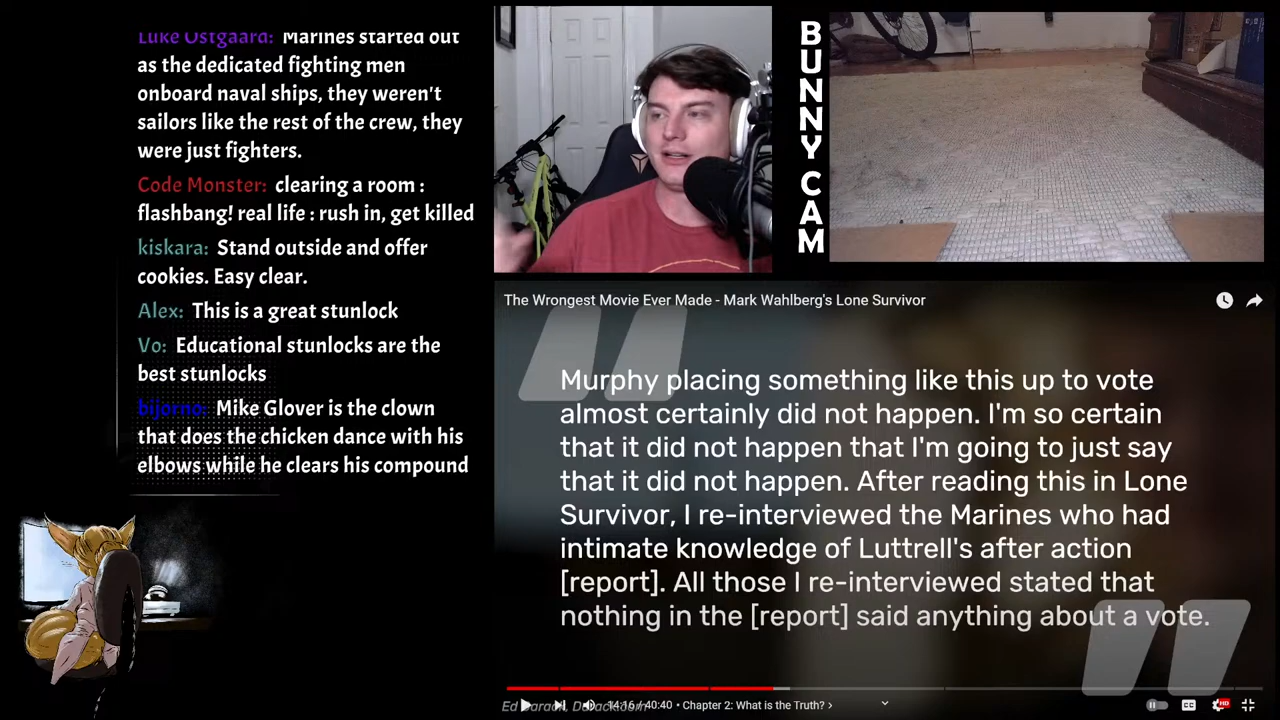 Luke Ostgaara: Marines started out
as the dedicated fighting men
onboard naval ships, they weren't
sailors like the rest of the crew, they
were just fighters.
Code Monster: clearing a room :
flashbang! real life : rush in, get killed
kiskara: Stand outside and offer
cookies. Easy clear.
Alex: This is a great stunlock
Vo: Educational stunlocks are the
best stunlocks
bijorno: Mike Glover is the clown
that does the chicken dance with his
elbows while he clears his compound
BUNNY CAM
The Wrongest Movie Ever Made - Mark Wahlberg's Lone Survivor
"
Murphy placing something like this up to vote
almost certainly did not happen. I'm so certain
that it did not happen that I'm going to just say
that it did not happen. After reading this in Lone
Survivor, I re-interviewed the Marines who had
intimate knowledge of Luttrell's after action
[report]. All those I re-interviewed stated that
nothing in the [report] said anything about a vote.
"
Ed Darack,
14:16 / 40:40 • Chapter 2: What is the Truth? ›
CC
HD